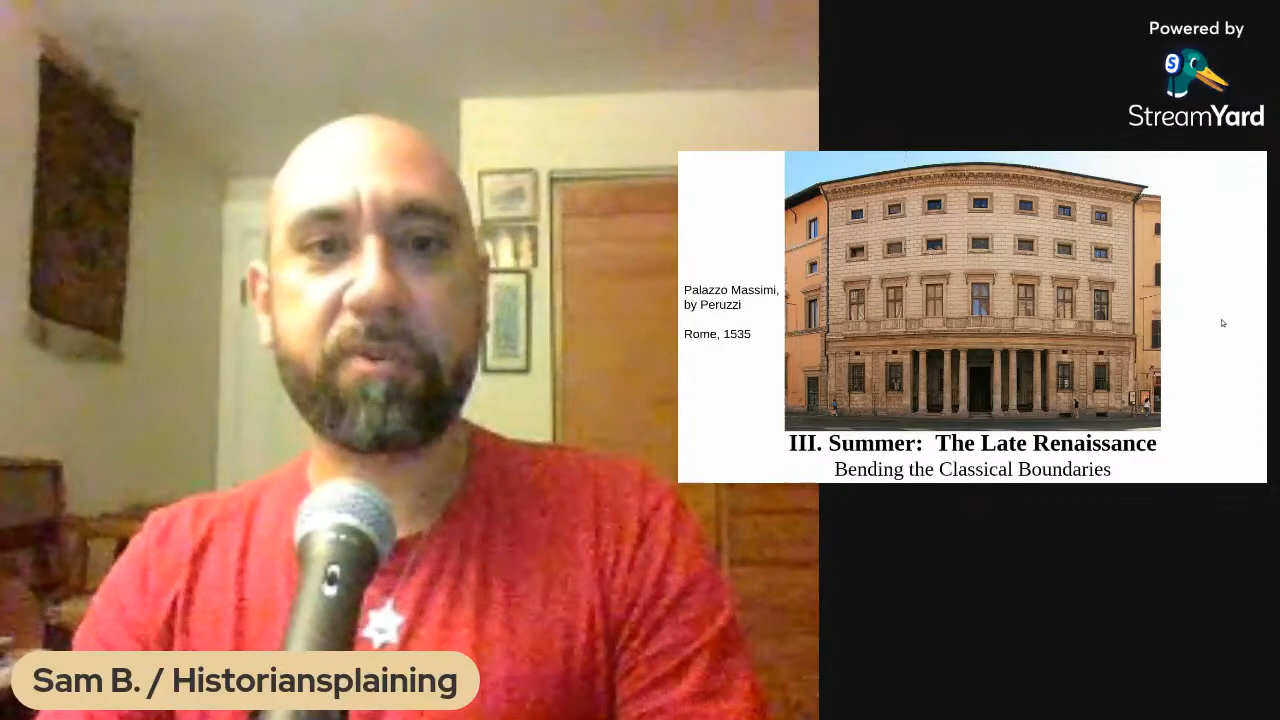 Powered by
S
StreamYard
Palazzo Massimi,
by Peruzzi
Rome, 1535
III. Summer:  The Late Renaissance
Bending the Classical Boundaries
Sam B. / Historiansplaining